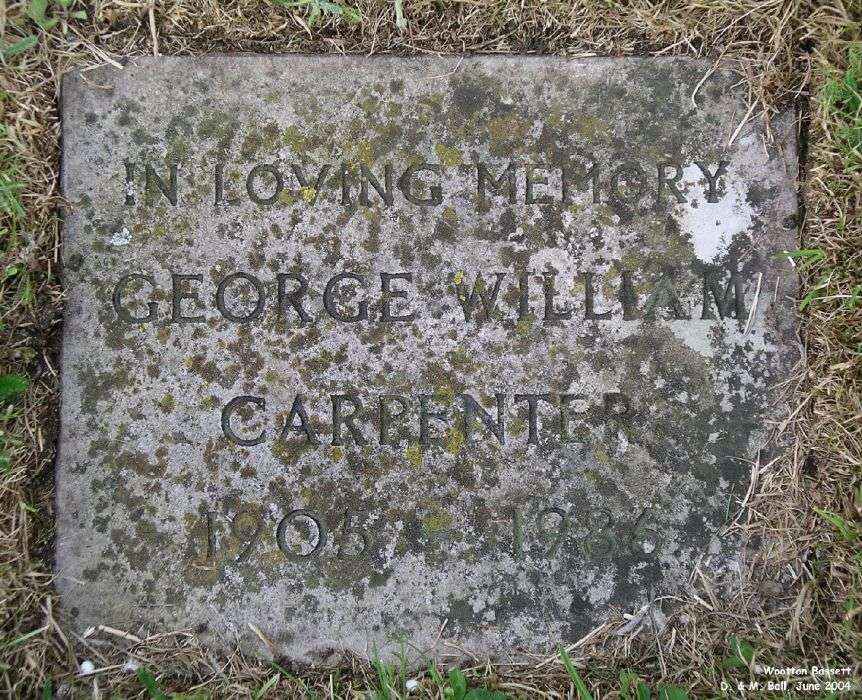 IN LOVING MEMORY
GEORGE WILLIAM
CARPENTER
1905 - 1986
Wootton Bassett
D. & M. Ball, June 2004